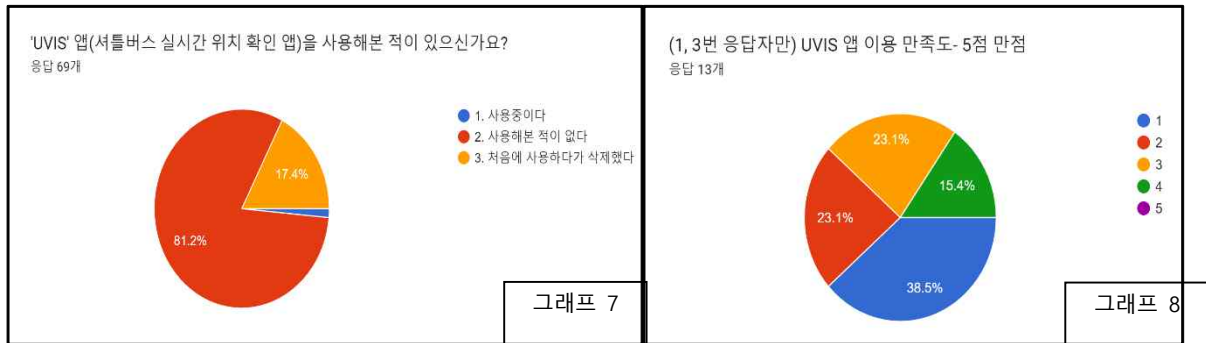 'UVIS' 앱(셔틀버스 실시간 위치 확인 앱)을 사용해본 적이 있으신가요?
응답 69개
1. 사용중이다
2. 사용해본 적이 없다
3. 처음에 사용하다가 삭제했다
17.4%
81.2%
그래프 7
(1, 3번 응답자만) UVIS 앱 이용 만족도- 5점 만점
응답 13개
1
2
3
4
5
23.1%
15.4%
23.1%
38.5%
그래프 8